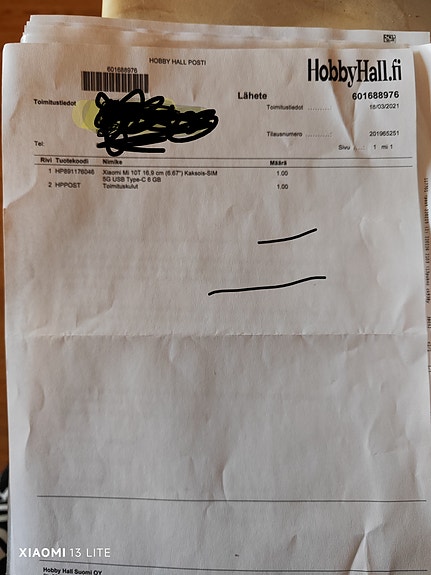 HOBBY HALL POSTI
601688976
HobbyHall.fi
Lähete 601688976
Toimitustiedot
Toimitustiedot ......... 18/03/2021
Tilausnumero ........... 201965251
Tel:
Sivu ....: 1 mi 1
Rivi Tuotekoodi Nimike Määrä
1 HP891176046 Xiaomi Mi 10T 16,9 cm (6.67") Kaksois-SIM 1.00
5G USB Type-C 6 GB
2 HPPOST Toimituskulut 1.00
XIAOMI 13 LITE
Hobby Hall Suomi OY